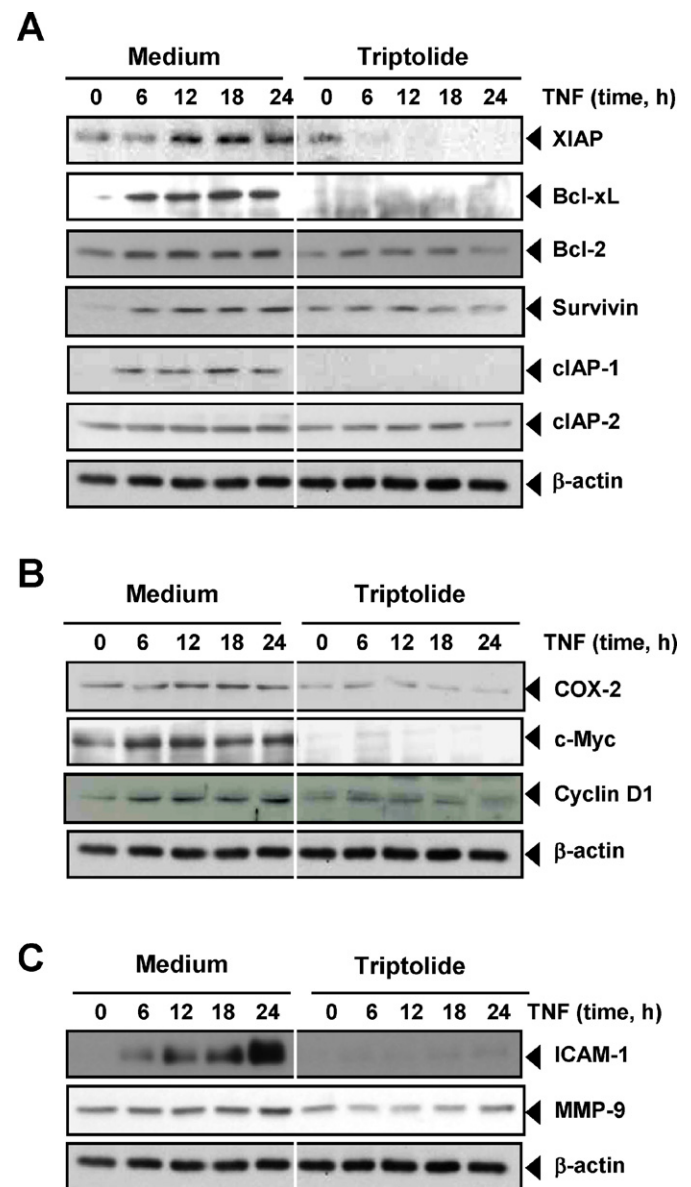 A
Medium Triptolide
0 6 12 18 24 0 6 12 18 24 TNF (time, h)
XIAP
Bcl-xL
Bcl-2
Survivin
cIAP-1
cIAP-2
β-actin
B
Medium Triptolide
0 6 12 18 24 0 6 12 18 24 TNF (time, h)
COX-2
c-Myc
Cyclin D1
β-actin
C
Medium Triptolide
0 6 12 18 24 0 6 12 18 24 TNF (time, h)
ICAM-1
MMP-9
β-actin